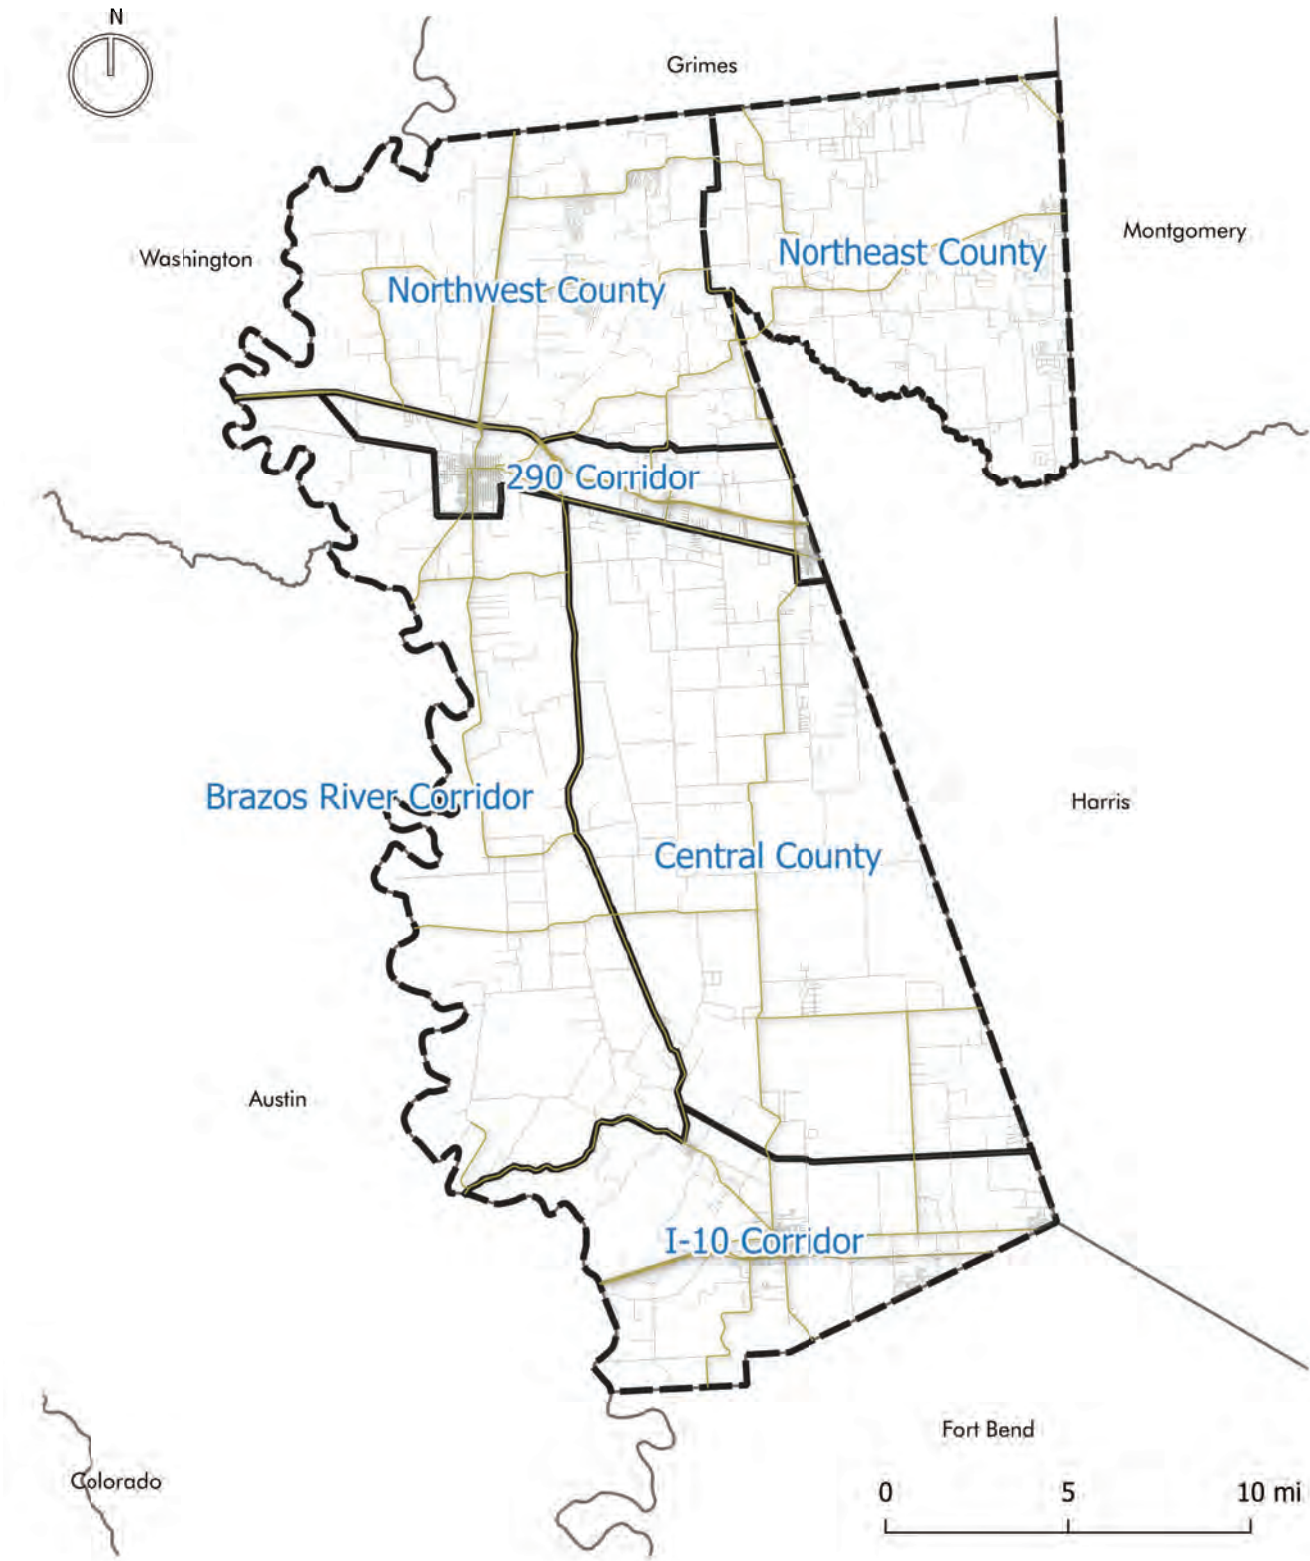 N
Grimes
Montgomery
Northeast County
Washington
Northwest County
290 Corridor
Brazos River Corridor
Harris
Central County
Austin
I-10 Corridor
Fort Bend
Colorado
0 5 10 mi